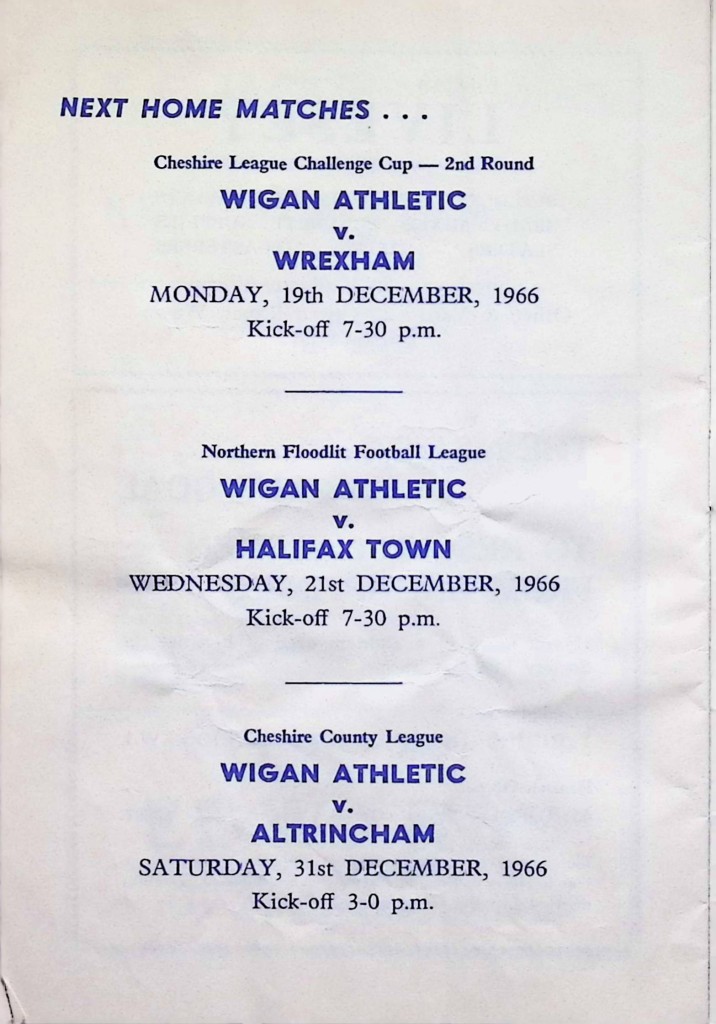 NEXT HOME MATCHES . . .
Cheshire League Challenge Cup — 2nd Round
WIGAN ATHLETIC
v.
WREXHAM
MONDAY, 19th DECEMBER, 1966
Kick-off 7-30 p.m.
Northern Floodlit Football League
WIGAN ATHLETIC
v.
HALIFAX TOWN
WEDNESDAY, 21st DECEMBER, 1966
Kick-off 7-30 p.m.
Cheshire County League
WIGAN ATHLETIC
v.
ALTRINCHAM
SATURDAY, 31st DECEMBER, 1966
Kick-off 3-0 p.m.